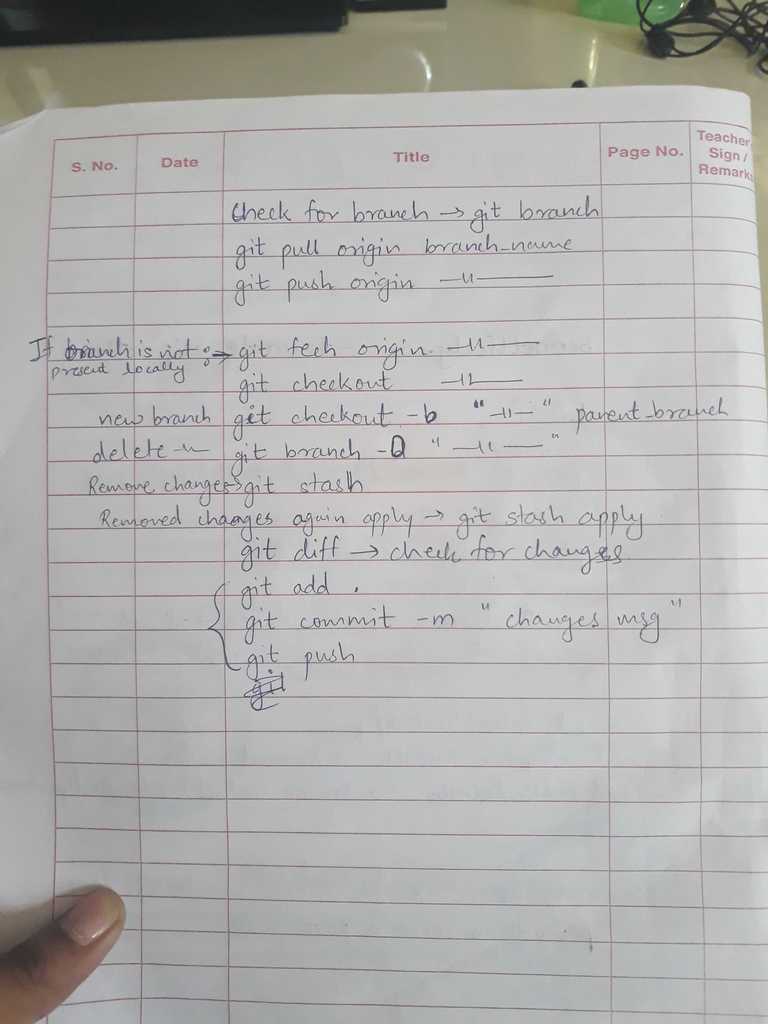 S. No. Date Title Page No. Teacher Sign / Remark
Check for branch → git branch
git pull origin branch_name
git push origin —"——
If branch is not :→ git fech origin —"——
present locally
git checkout —"——
new branch git checkout -b "—"—" parent_branch
delete —"— git branch -D "—"——"
Remove changes→ git stash
Removed changes again apply → git stash apply
git diff → check for changes
git add .
git commit -m "changes msg"
git push